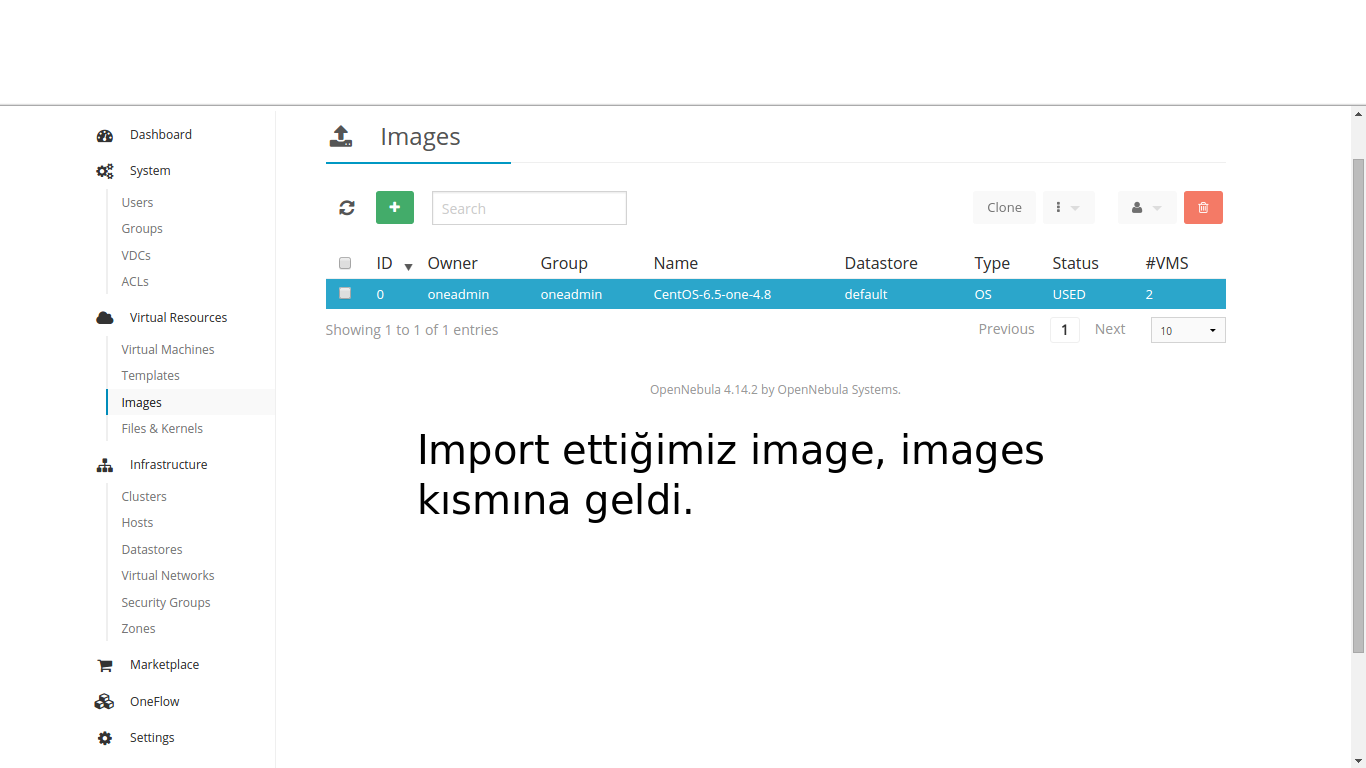 Dashboard
System
Users
Groups
VDCs
ACLs
Virtual Resources
Virtual Machines
Templates
Images
Files & Kernels
Infrastructure
Clusters
Hosts
Datastores
Virtual Networks
Security Groups
Zones
Marketplace
OneFlow
Settings
Images
Search
Clone
ID Owner Group Name Datastore Type Status #VMS
0 oneadmin oneadmin CentOS-6.5-one-4.8 default OS USED 2
Showing 1 to 1 of 1 entries
Previous 1 Next 10
OpenNebula 4.14.2 by OpenNebula Systems.
Import ettiğimiz image, images
kısmına geldi.